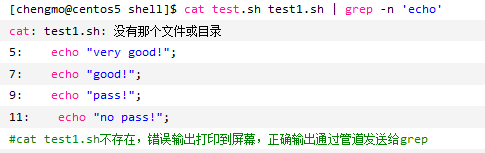 [chengmo@centos5 shell]$ cat test.sh test1.sh | grep -n 'echo'
cat: test1.sh: 没有那个文件或目录
5:    echo "very good!";
7:    echo "good!";
9:    echo "pass!";
11:    echo "no pass!";
#cat test1.sh不存在，错误输出打印到屏幕，正确输出通过管道发送给grep